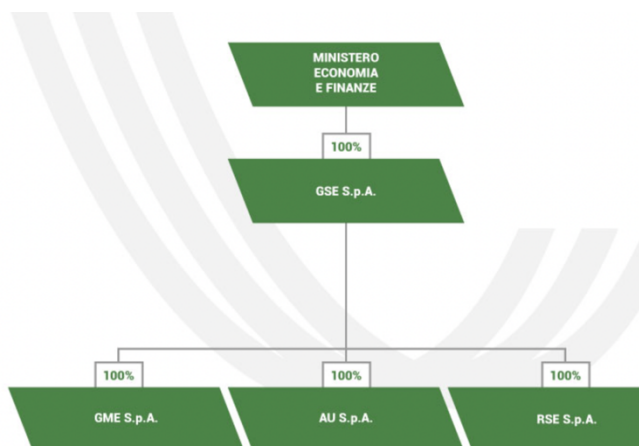 MINISTERO
ECONOMIA
E FINANZE
100%
GSE S.p.A.
100%
100%
100%
GME S.p.A.
AU S.p.A.
RSE S.p.A.